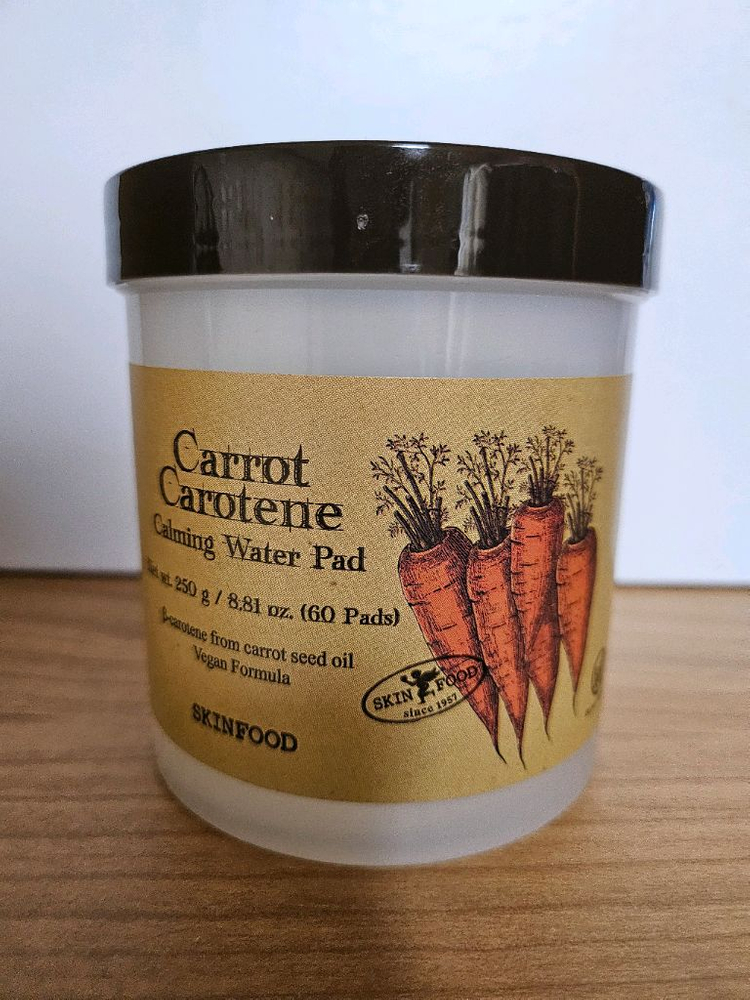 Carrot
Carotene
Calming Water Pad
Net wt. 250 g / 8.81 oz. (60 Pads)
β-carotene from carrot seed oil
Vegan Formula
SKINFOOD
SKIN FOOD
since 1957